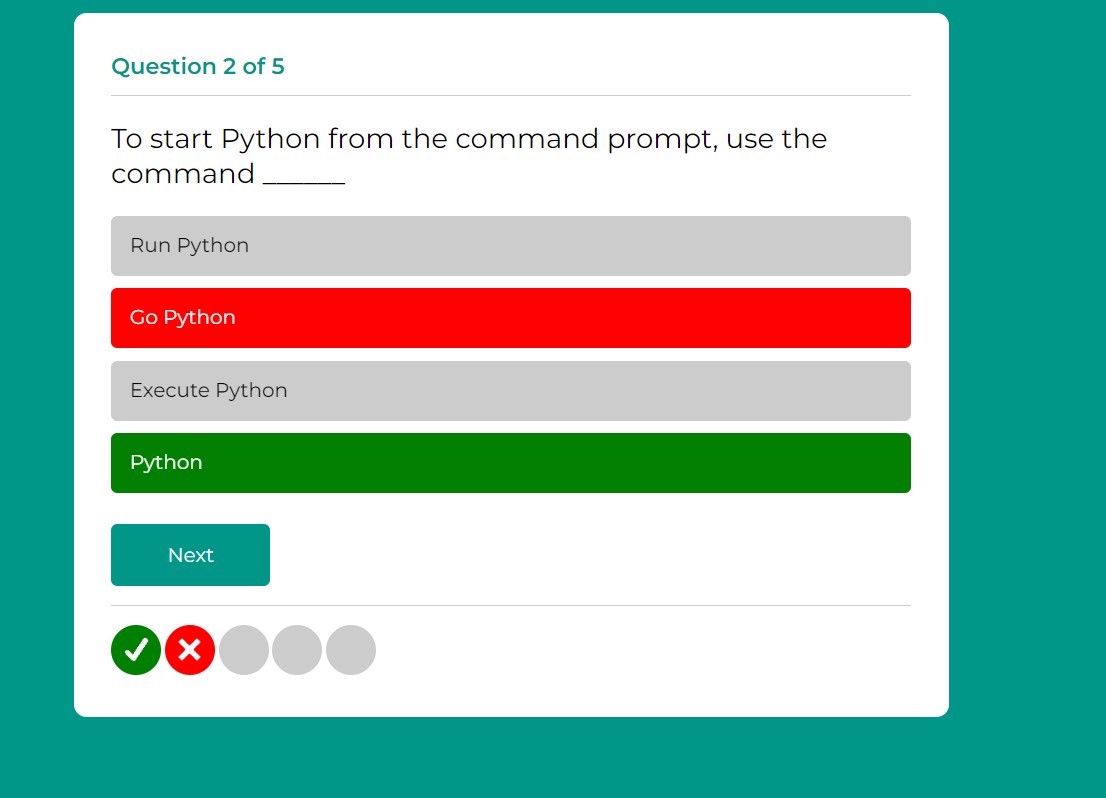 Question 2 of 5
To start Python from the command prompt, use the
command ______
Run Python
Go Python
Execute Python
Python
Next